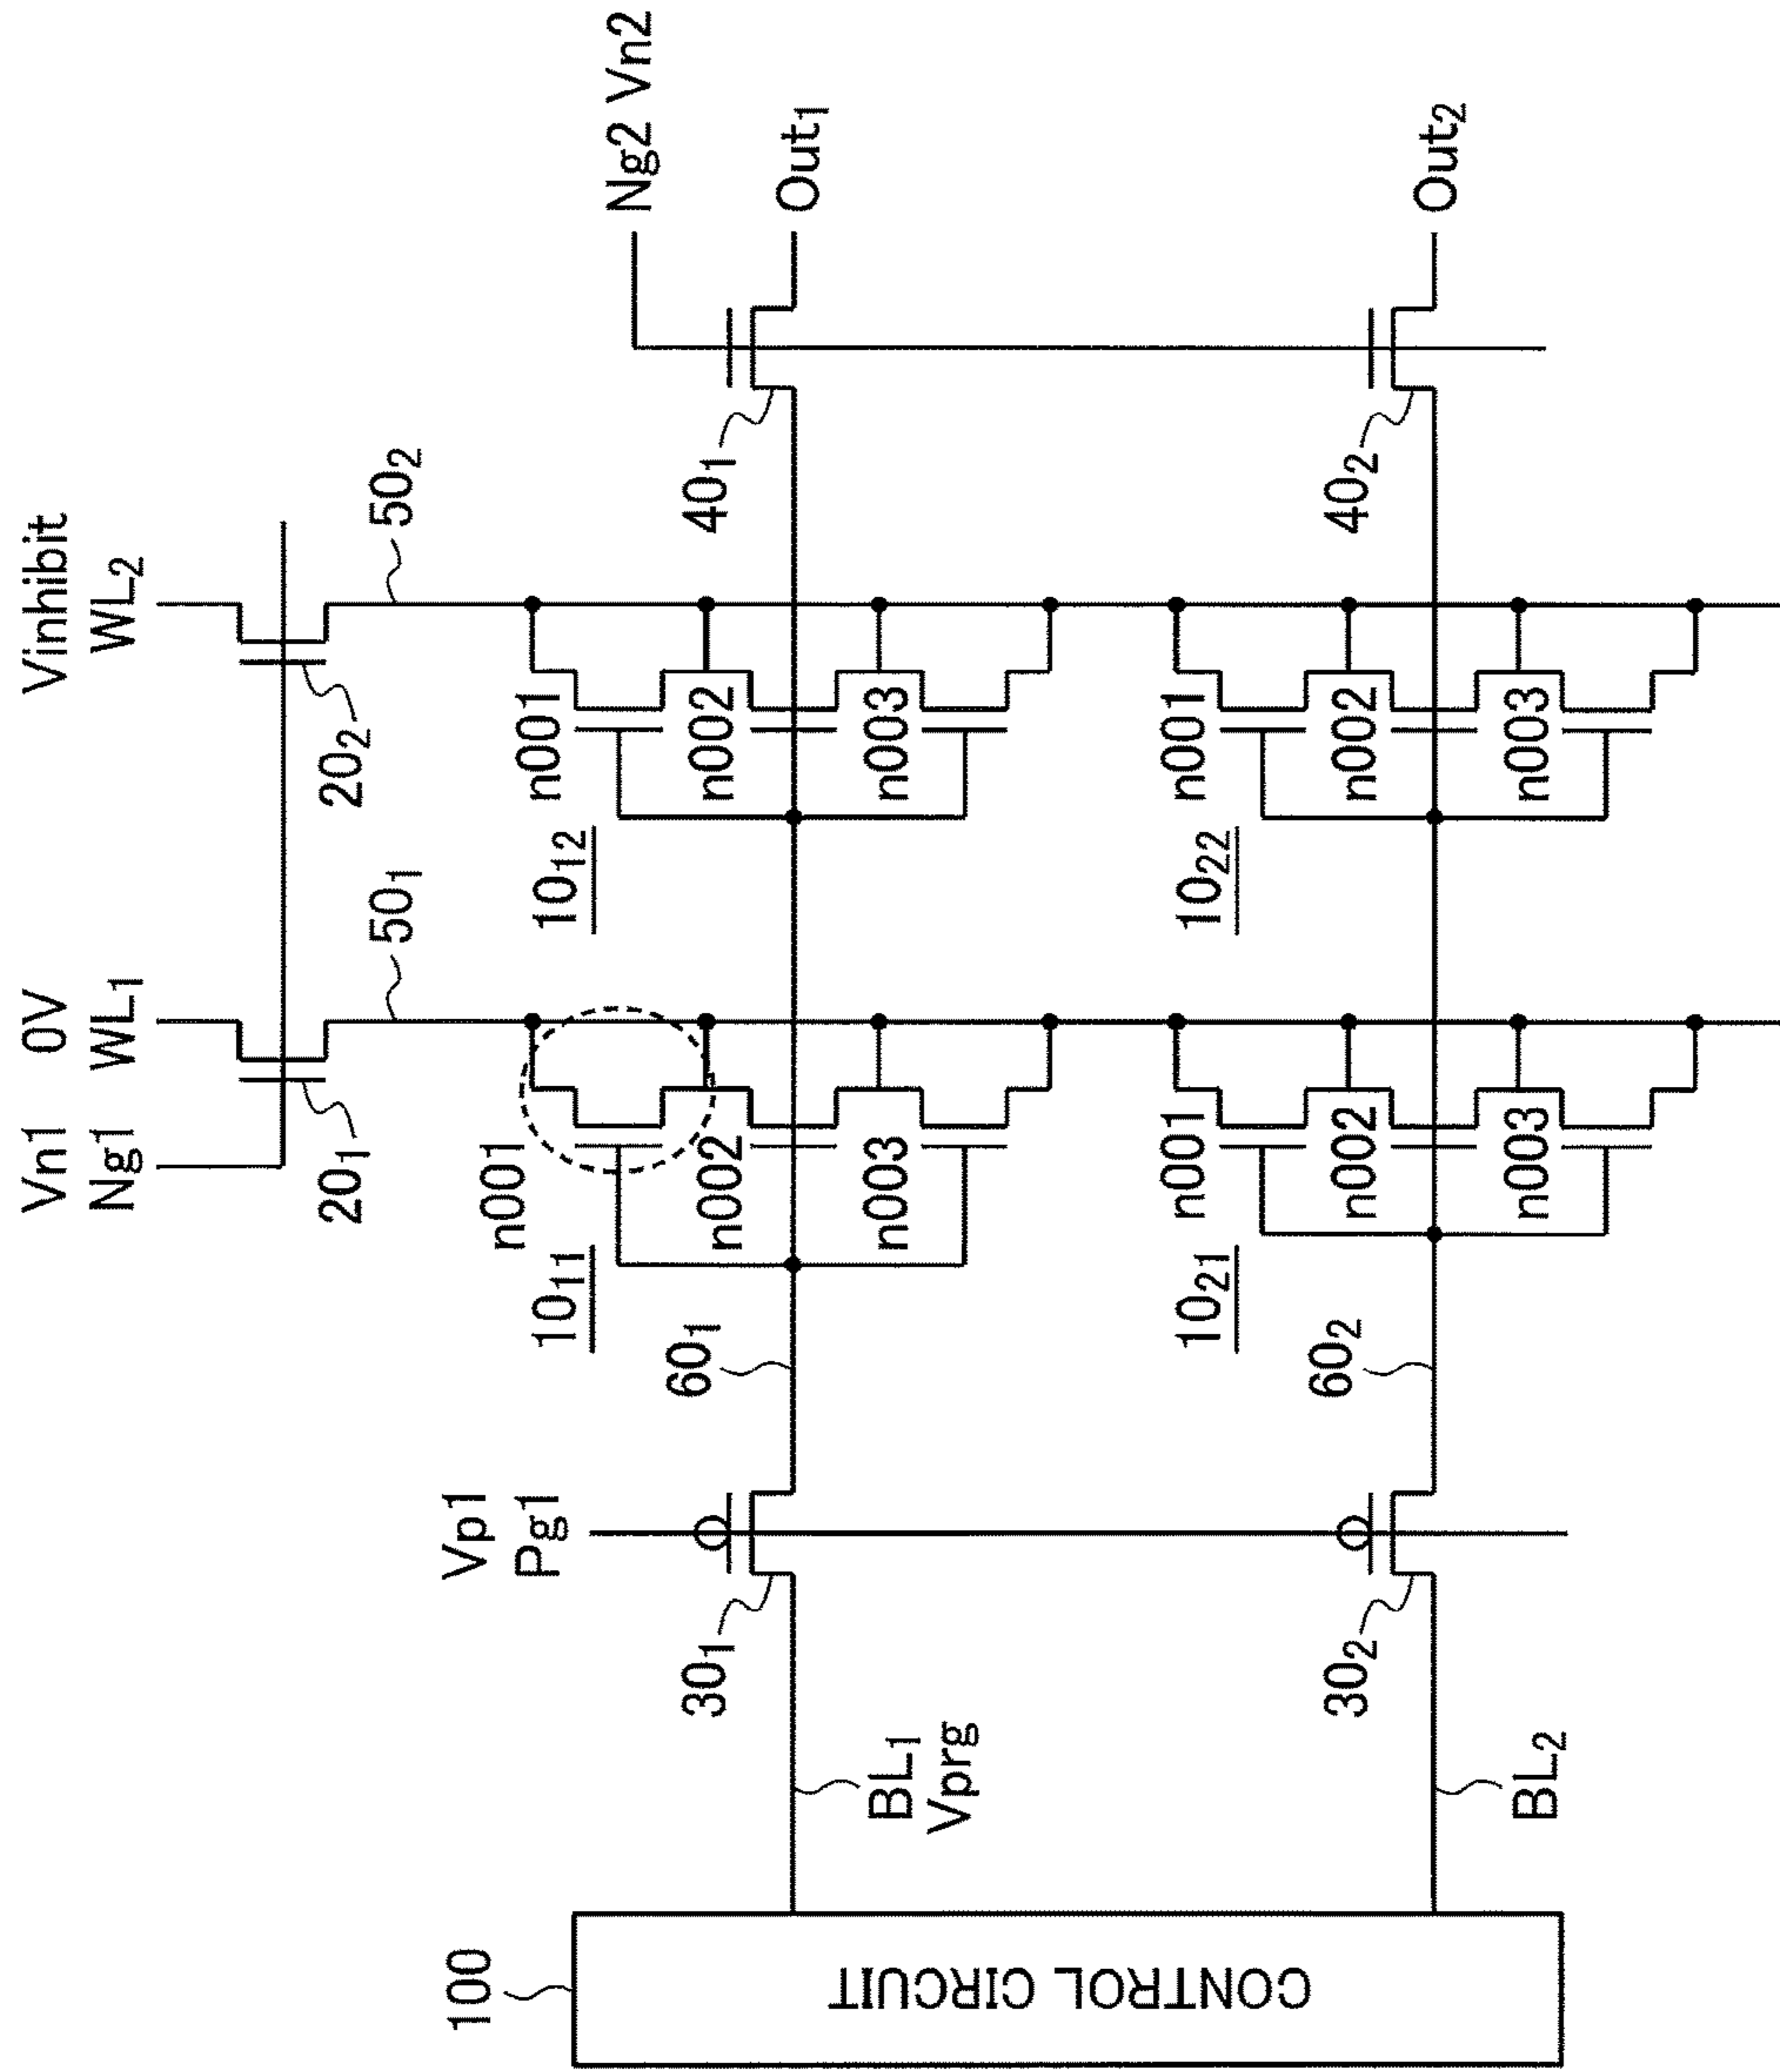 Vn1 0V Vinhibit
Ng1 WL1 WL2
20₁ 50₁ 20₂ 50₂
Ng2 Vn2
Out₁
Out₂
40₁
40₂
n001
n002
n003
10₁₁
n001
n002
n003
10₁₂
n001
n002
n003
10₂₁
n001
n002
n003
10₂₂
60₁
60₂
Vp1
Pg1
30₁
30₂
BL₁
Vprg
BL₂
100
CONTROL CIRCUIT